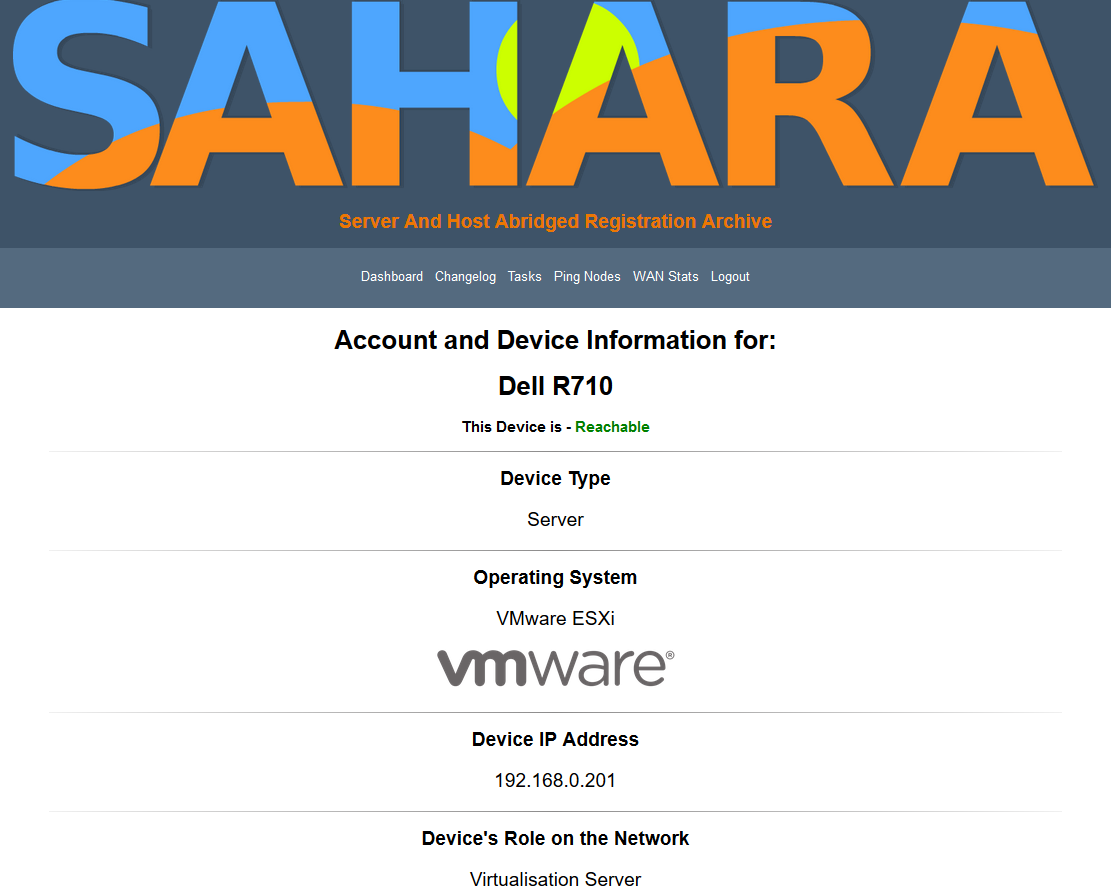 SAHARA
Server And Host Abridged Registration Archive
Dashboard Changelog Tasks Ping Nodes WAN Stats Logout
Account and Device Information for:
Dell R710
This Device is - Reachable
Device Type
Server
Operating System
VMware ESXi
vmware®
Device IP Address
192.168.0.201
Device's Role on the Network
Virtualisation Server